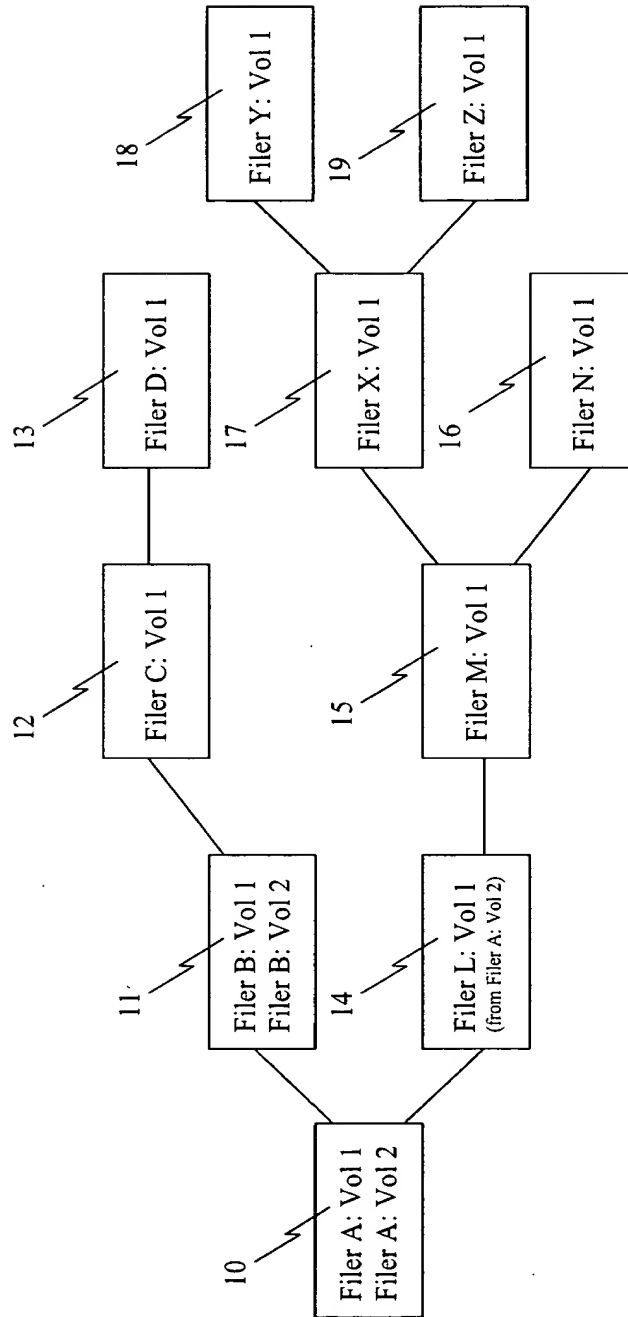 10
Filer A: Vol 1
Filer A: Vol 2
11
Filer B: Vol 1
Filer B: Vol 2
12
Filer C: Vol 1
13
Filer D: Vol 1
14
Filer L: Vol 1
(from Filer A: Vol 2)
15
Filer M: Vol 1
16
Filer N: Vol 1
17
Filer X: Vol 1
18
Filer Y: Vol 1
19
Filer Z: Vol 1